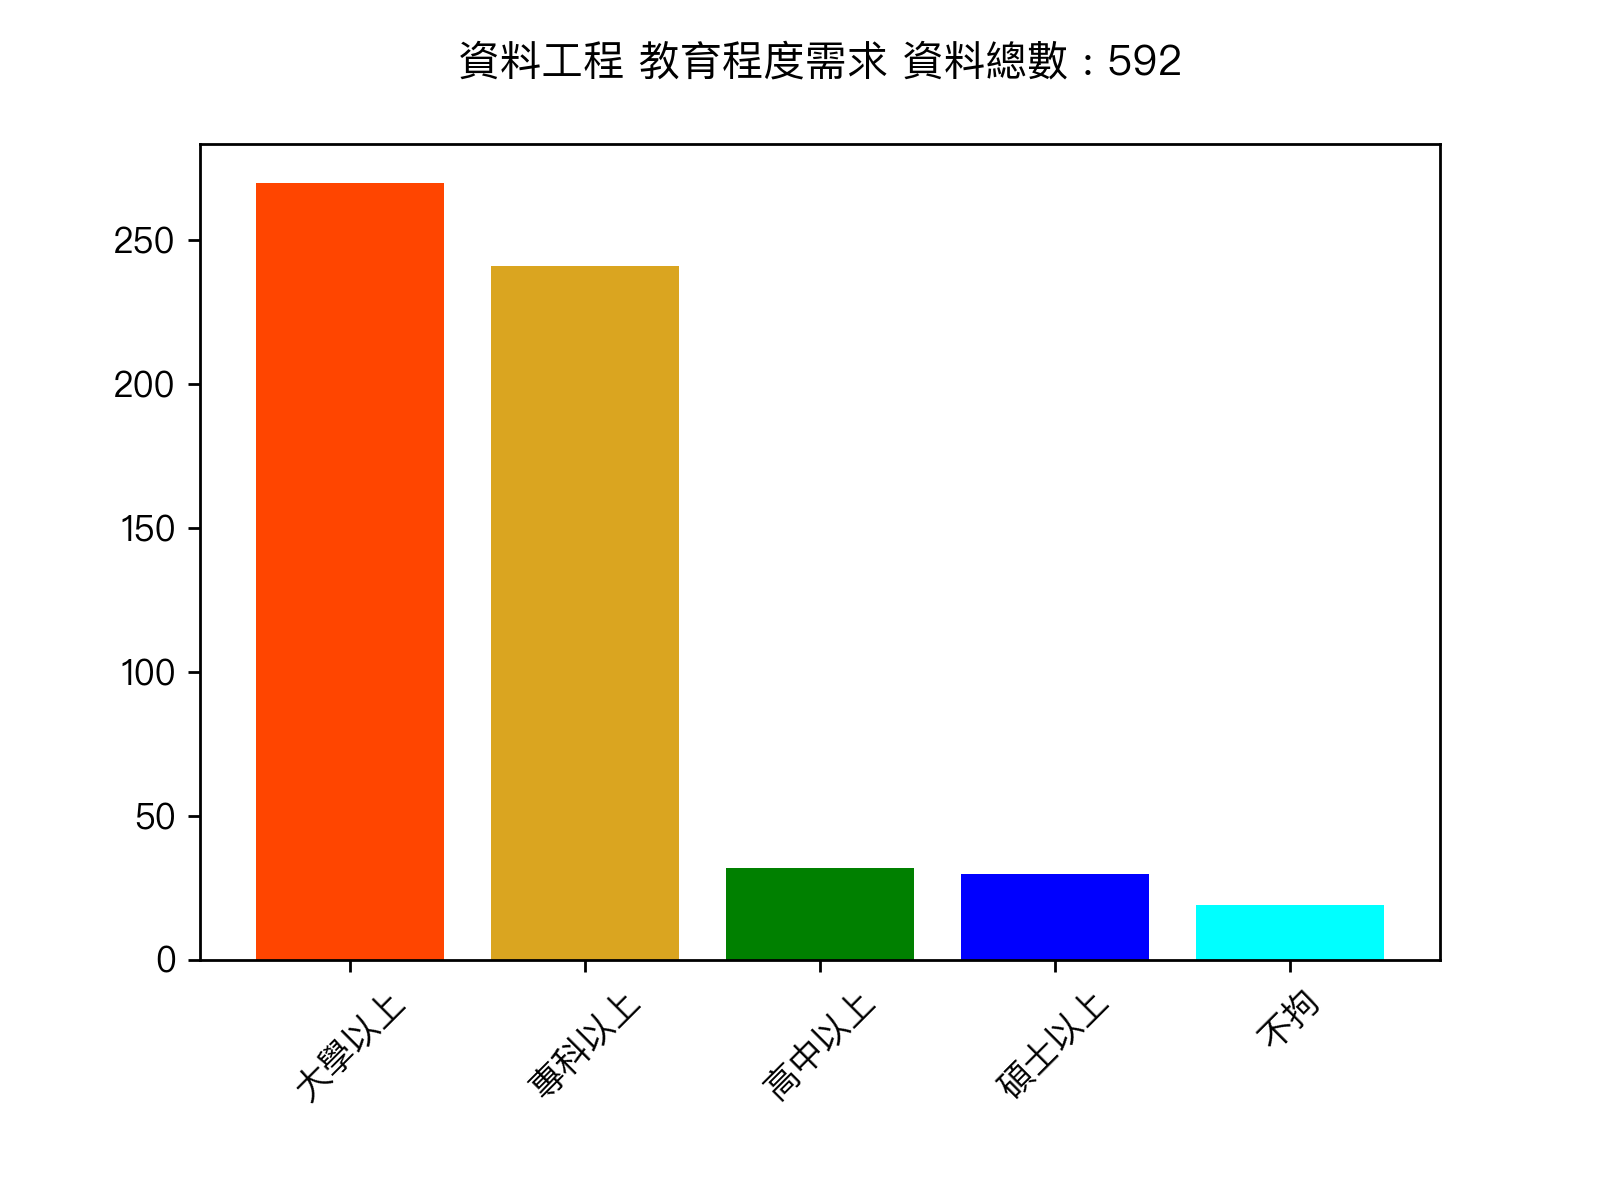 資料工程 教育程度需求 資料總數：592
250
200
150
100
50
0
大學以上
專科以上
高中以上
碩士以上
不拘